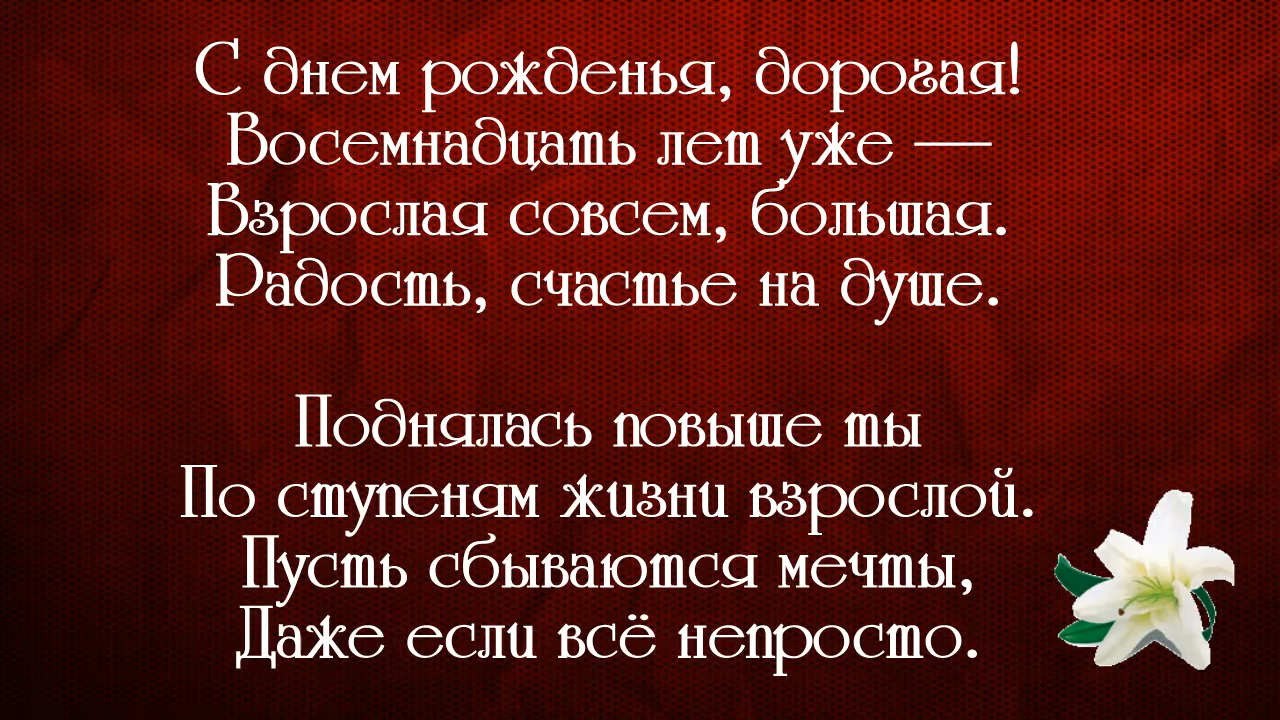 С днем рожденья, дорогая!
Восемнадцать лет уже —
Взрослая совсем, большая.
Радость, счастье на душе.
Поднялась повыше ты
По ступеням жизни взрослой.
Пусть сбываются мечты,
Даже если всё непросто.